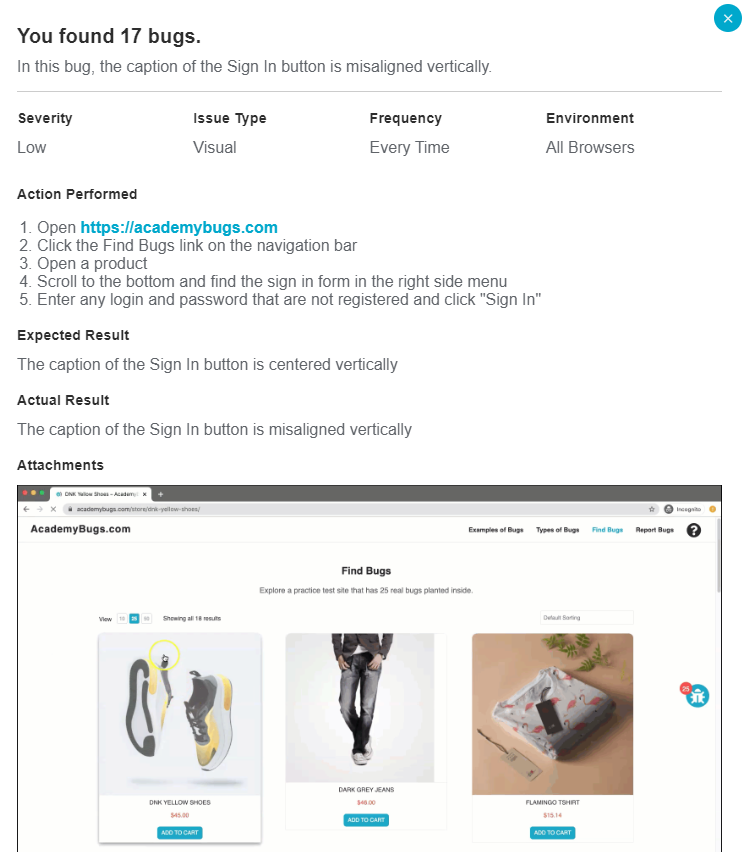 You found 17 bugs.
In this bug, the caption of the Sign In button is misaligned vertically.
Severity Issue Type Frequency Environment
Low Visual Every Time All Browsers
Action Performed
1. Open https://academybugs.com
2. Click the Find Bugs link on the navigation bar
3. Open a product
4. Scroll to the bottom and find the sign in form in the right side menu
5. Enter any login and password that are not registered and click "Sign In"
Expected Result
The caption of the Sign In button is centered vertically
Actual Result
The caption of the Sign In button is misaligned vertically
Attachments
DNK Yellow Shoes – Academy
academybugs.com/store/dnk-yellow-shoes/ Incognito
AcademyBugs.com Examples of Bugs Types of Bugs Find Bugs Report Bugs ?
Find Bugs
Explore a practice test site that has 25 real bugs planted inside.
View Showing all 18 results Default Sorting
25
DNK YELLOW SHOES DARK GREY JEANS FLAMINGO TSHIRT
$45.00 $48.00 $15.14
ADD TO CART ADD TO CART ADD TO CART